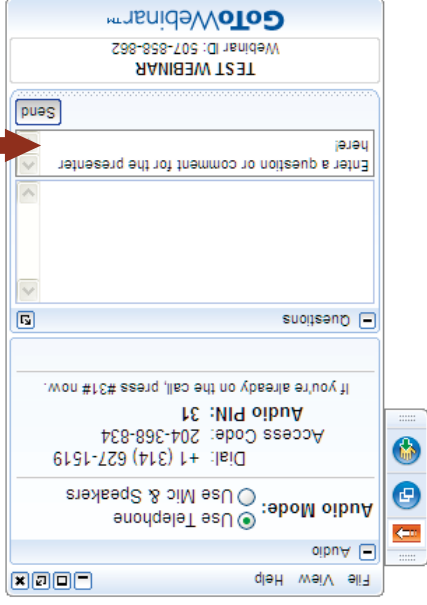 File View Help
Audio
Audio Mode: Use Telephone
Use Mic & Speakers
Dial: +1 (314) 627-1519
Access Code: 204-368-834
Audio PIN: 31
If you're already on the call, press #31# now.
Questions
Enter a question or comment for the presenter
here!
Send
TEST WEBINAR
Webinar ID: 507-858-862
GoToWebinar™